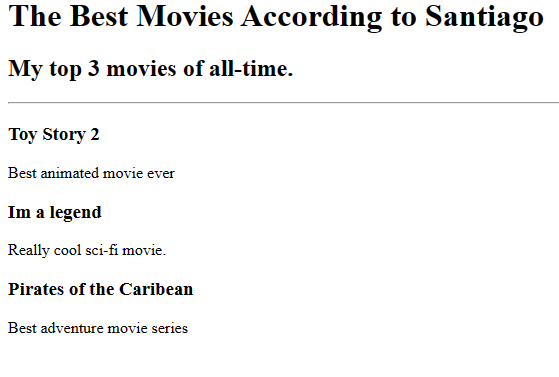 The Best Movies According to Santiago
My top 3 movies of all-time.
Toy Story 2
Best animated movie ever
Im a legend
Really cool sci-fi movie.
Pirates of the Caribean
Best adventure movie series